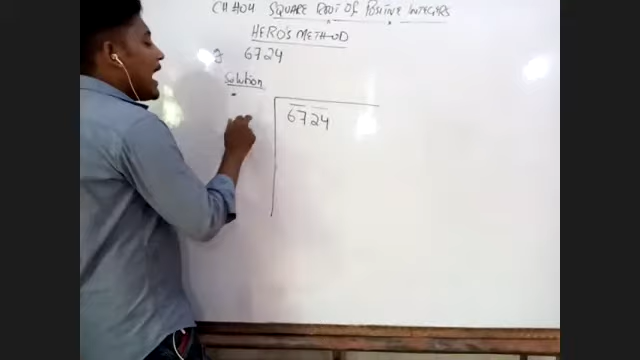 CH#04 SQUARE ROOT OF POSITIVE INTEGERS
HERO'S METHOD
6724
Solution
6724